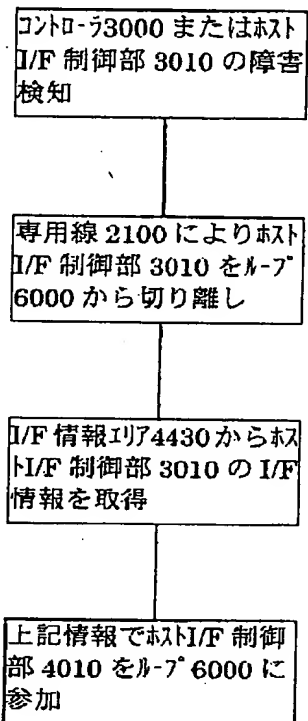 ｺﾝﾄﾛｰﾗ3000 またはﾎｽﾄ
I/F 制御部 3010 の障害
検知
専用線 2100 によりﾎｽﾄ
I/F 制御部 3010 をﾙｰﾌﾟ
6000 から切り離し
I/F 情報ｴﾘｱ4430 からﾎｽ
ﾄI/F 制御部 3010 の I/F
情報を取得
上記情報でﾎｽﾄI/F 制御
部 4010 をﾙｰﾌﾟ 6000 に
参加